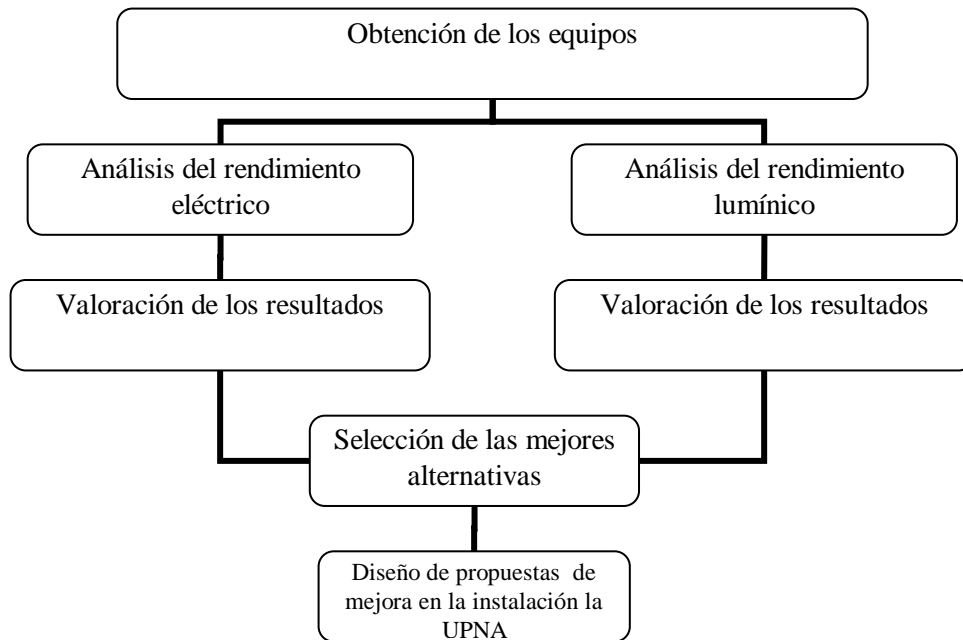 Obtención de los equipos
Análisis del rendimiento
eléctrico
Análisis del rendimiento
lumínico
Valoración de los resultados
Valoración de los resultados
Selección de las mejores
alternativas
Diseño de propuestas de
mejora en la instalación la
UPNA